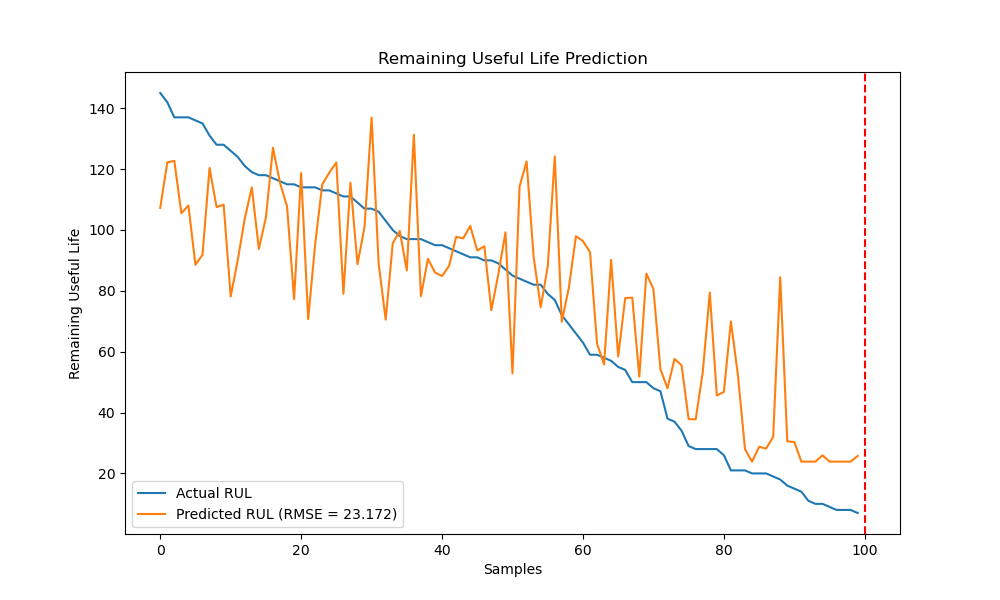 Remaining Useful Life Prediction
Remaining Useful Life
140
120
100
80
60
40
20
Actual RUL
Predicted RUL (RMSE = 23.172)
0 20 40 60 80 100
Samples